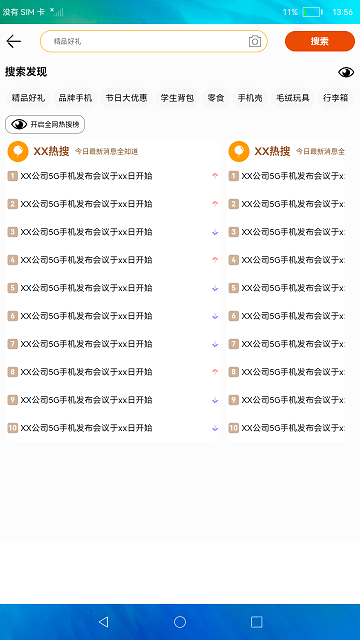 没有 SIM 卡 11% 13:56
精品好礼 搜索
搜索发现
精品好礼 品牌手机 节日大优惠 学生背包 零食 手机壳 毛绒玩具 行李箱
开启全网热搜榜
XX热搜 今日最新消息全知道 XX热搜 今日最新消息全
1 XX公司5G手机发布会议于xx日开始 1 XX公司5G手机发布会议于x
2 XX公司5G手机发布会议于xx日开始 2 XX公司5G手机发布会议于x
3 XX公司5G手机发布会议于xx日开始 3 XX公司5G手机发布会议于x
4 XX公司5G手机发布会议于xx日开始 4 XX公司5G手机发布会议于x
5 XX公司5G手机发布会议于xx日开始 5 XX公司5G手机发布会议于x
6 XX公司5G手机发布会议于xx日开始 6 XX公司5G手机发布会议于x
7 XX公司5G手机发布会议于xx日开始 7 XX公司5G手机发布会议于x
8 XX公司5G手机发布会议于xx日开始 8 XX公司5G手机发布会议于x
9 XX公司5G手机发布会议于xx日开始 9 XX公司5G手机发布会议于x
10 XX公司5G手机发布会议于xx日开始 10 XX公司5G手机发布会议于x